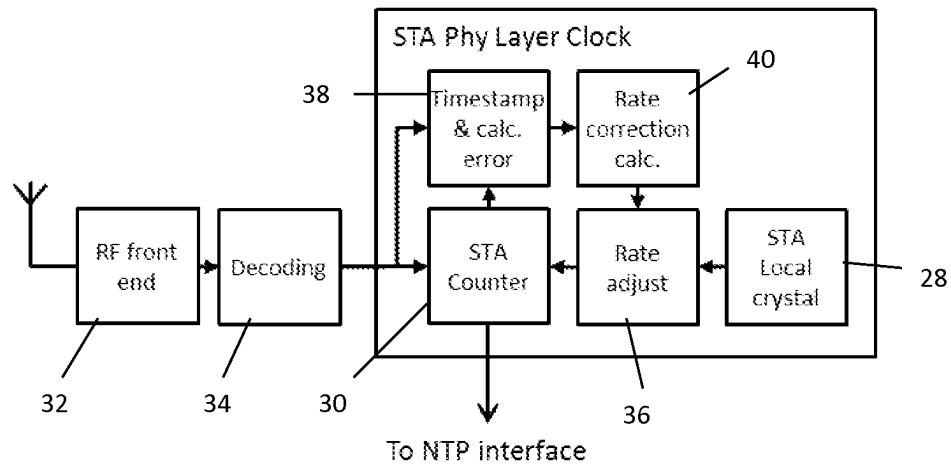 STA Phy Layer Clock
40
38
Timestamp
& calc.
error
Rate
correction
calc.
RF front
end
Decoding
STA
Counter
Rate
adjust
STA
Local
crystal
28
32
34
30
36
To NTP interface